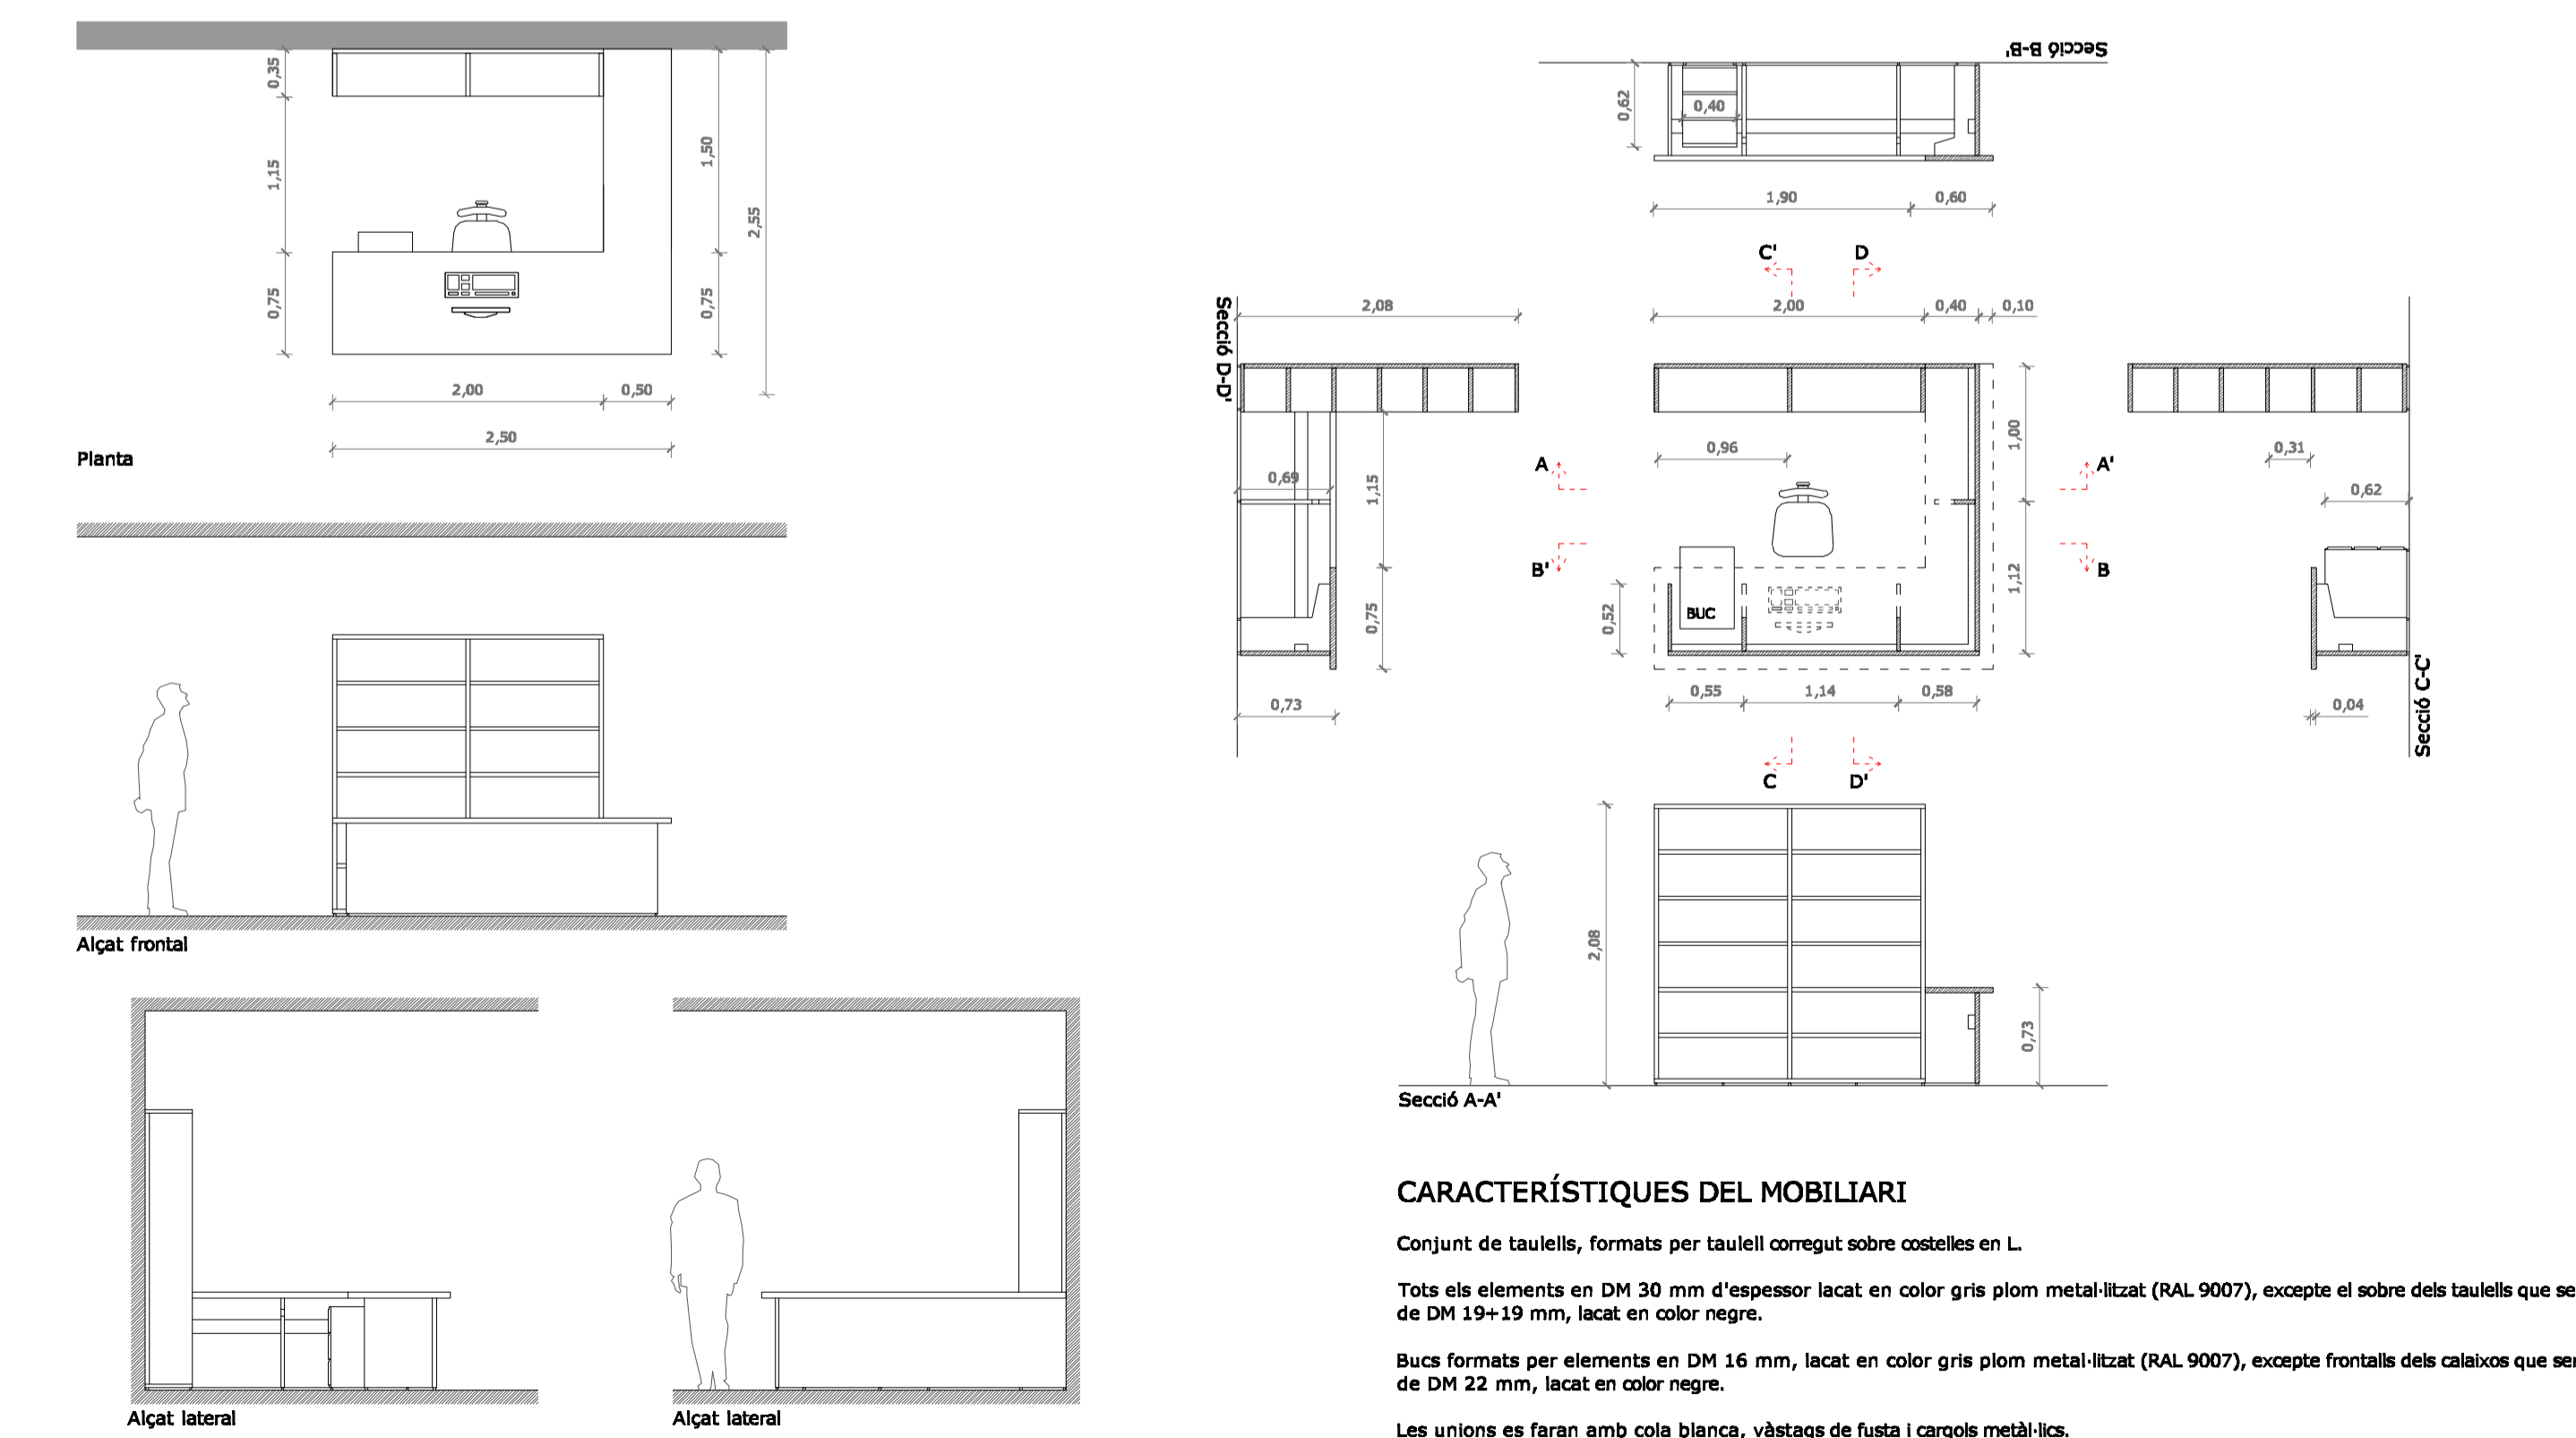 0,35
1,15
0,75
1,50
0,75
2,55
2,00
0,50
2,50
Planta
Alçat frontal
Alçat lateral
Alçat lateral
Secció B-B'
0,62
0,40
1,90
0,60
C'
D
Secció D-D'
2,08
2,00
0,40
0,10
0,69
1,15
0,75
0,73
A
B'
0,96
0,52
BUC
1,00
1,12
0,55
1,14
0,58
A'
B
0,31
0,62
0,04
Secció C-C'
C
D'
2,08
0,73
Secció A-A'
CARACTERÍSTIQUES DEL MOBILIARI
Conjunt de taulells, formats per taulell corregut sobre costelles en L.
Tots els elements en DM 30 mm d'espessor lacat en color gris plom metal·litzat (RAL 9007), excepte el sobre dels taulells que se
de DM 19+19 mm, lacat en color negre.
Bucs formats per elements en DM 16 mm, lacat en color gris plom metal·litzat (RAL 9007), excepte frontalls dels calaixos que ser
de DM 22 mm, lacat en color negre.
Les unions es faran amb cola blanca, vàstags de fusta i cargols metàl·lics.